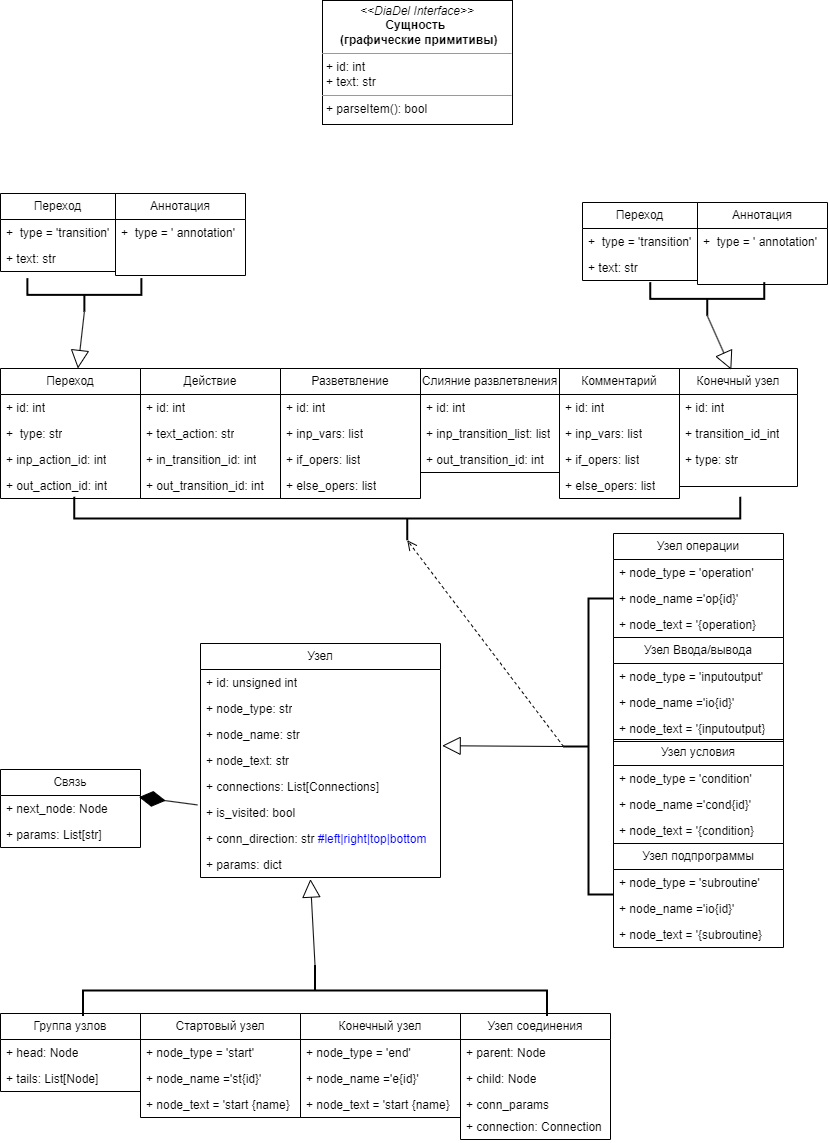 <<DiaDel Interface>>
Сущность
(графические примитивы)
+ id: int
+ text: str
+ parseItem(): bool
Переход
+  type = 'transition'
+ text: str
Аннотация
+  type = ' annotation'
Переход
+  type = 'transition'
+ text: str
Аннотация
+  type = ' annotation'
Переход
+ id: int
+  type: str
+ inp_action_id: int
+ out_action_id: int
Действие
+ id: int
+ text_action: str
+ in_transition_id: int
+ out_transition_id: int
Разветвление
+ id: int
+ inp_vars: list
+ if_opers: list
+ else_opers: list
Слияние развлетвления
+ id: int
+ inp_transition_list: list
+ out_transition_id: int
Комментарий
+ id: int
+ inp_vars: list
+ if_opers: list
+ else_opers: list
Конечный узел
+ id: int
+ transition_id_int
+ type: str
Узел операции
+ node_type = 'operation'
+ node_name ='op{id}'
+ node_text = '{operation}
Узел Ввода/вывода
+ node_type = 'inputoutput'
+ node_name ='io{id}'
+ node_text = '{inputoutput}
Узел условия
+ node_type = 'condition'
+ node_name ='cond{id}'
+ node_text = '{condition}
Узел подпрограммы
+ node_type = 'subroutine'
+ node_name ='io{id}'
+ node_text = '{subroutine}
Узел
+ id: unsigned int
+ node_type: str
+ node_name: str
+ node_text: str
+ connections: List[Connections]
+ is_visited: bool
+ conn_direction: str #left|right|top|bottom
+ params: dict
Связь
+ next_node: Node
+ params: List[str]
Группа узлов
+ head: Node
+ tails: List[Node]
Стартовый узел
+ node_type = 'start'
+ node_name ='st{id}'
+ node_text = 'start {name}
Конечный узел
+ node_type = 'end'
+ node_name ='e{id}'
+ node_text = 'start {name}
Узел соединения
+ parent: Node
+ child: Node
+ conn_params
+ connection: Connection